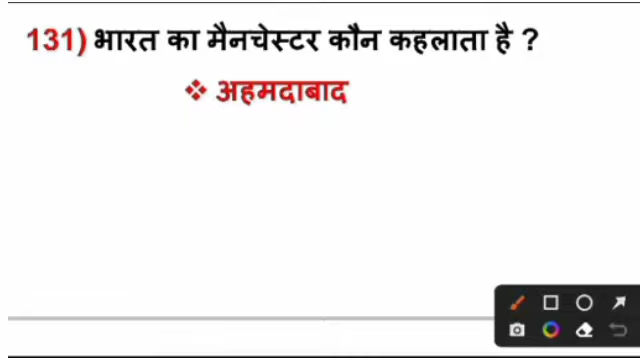 131) भारत का मैनचेस्टर कौन कहलाता है ?
❖ अहमदाबाद